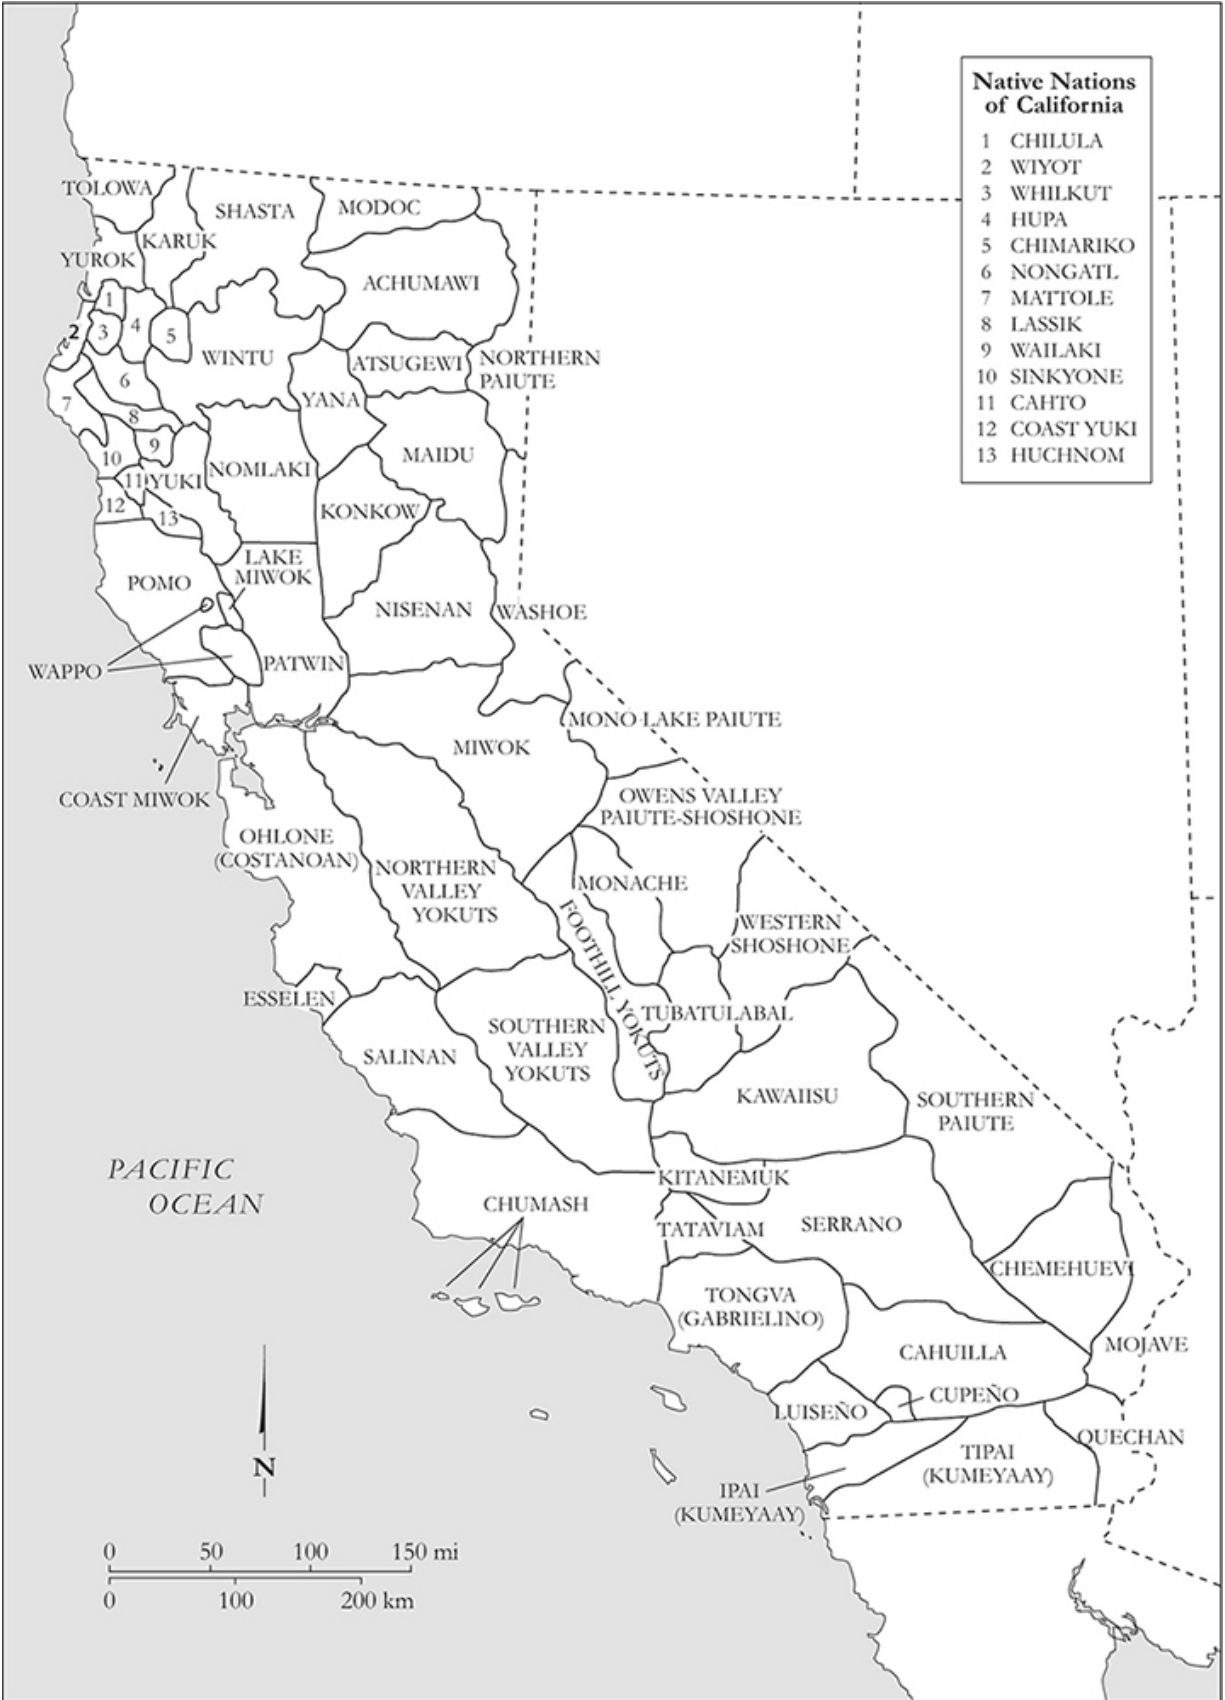 Native Nations
of California
1 CHILULA
2 WIYOT
3 WHILKUT
4 HUPA
5 CHIMARIKO
6 NONGATL
7 MATTOLE
8 LASSIK
9 WAILAKI
10 SINKYONE
11 CAHTO
12 COAST YUKI
13 HUCHNOM
TOLOWA
SHASTA
MODOC
KARUK
YUROK
ACHUMAWI
1
2
3
4
5
WINTU
ATSUGEWI
NORTHERN
PAIUTE
6
7
YANA
8
9
10
MAIDU
NOMLAKI
11
YUKI
12
13
KONKOW
LAKE
MIWOK
POMO
NISENAN
WASHOE
WAPPO
PATWIN
MONO LAKE PAIUTE
MIWOK
COAST MIWOK
OWENS VALLEY
PAIUTE-SHOSHONE
OHLONE
(COSTANOAN)
NORTHERN
VALLEY
YOKUTS
MONACHE
FOOTHILL YOKUTS
WESTERN
SHOSHONE
ESSELEN
TUBATULABAL
SOUTHERN
VALLEY
YOKUTS
SALINAN
KAWAIISU
SOUTHERN
PAIUTE
PACIFIC
OCEAN
KITANEMUK
CHUMASH
TATAVIAM
SERRANO
CHEMEHUEVI
TONGVA
(GABRIELINO)
MOJAVE
CAHUILLA
CUPEÑO
LUISEÑO
QUECHAN
TIPAI
(KUMEYAAY)
IPAI
(KUMEYAAY)
N
0 50 100 150 mi
0 100 200 km